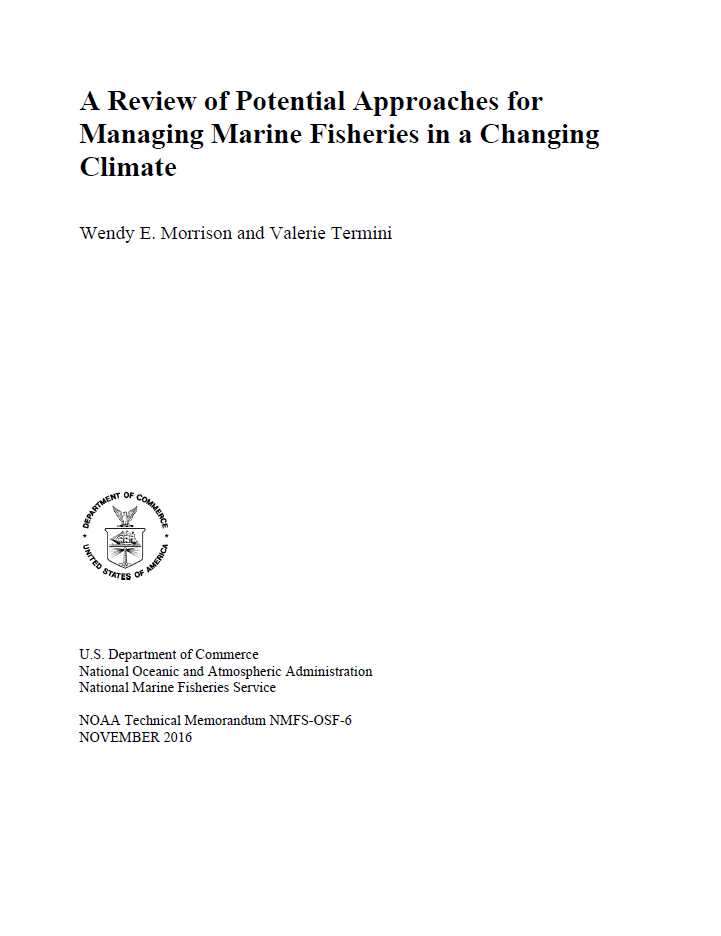 A Review of Potential Approaches for
Managing Marine Fisheries in a Changing
Climate
Wendy E. Morrison and Valerie Termini
DEPARTMENT OF COMMERCE
UNITED STATES OF AMERICA
U.S. Department of Commerce
National Oceanic and Atmospheric Administration
National Marine Fisheries Service
NOAA Technical Memorandum NMFS-OSF-6
NOVEMBER 2016